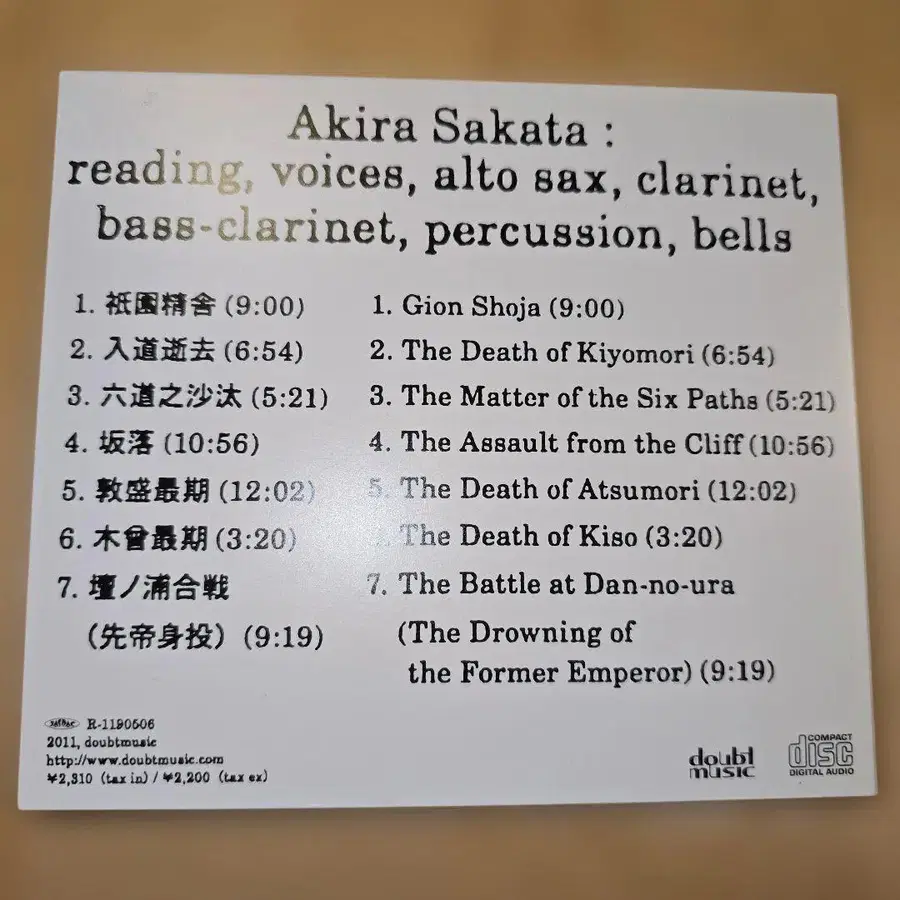 Akira Sakata :
reading, voices, alto sax, clarinet,
bass-clarinet, percussion, bells
1. 祇園精舎 (9:00)
2. 入道逝去 (6:54)
3. 六道之沙汰 (5:21)
4. 坂落 (10:56)
5. 敦盛最期 (12:02)
6. 木曾最期 (3:20)
7. 壇ノ浦合戦
(先帝身投) (9:19)
1. Gion Shoja (9:00)
2. The Death of Kiyomori (6:54)
3. The Matter of the Six Paths (5:21)
4. The Assault from the Cliff (10:56)
5. The Death of Atsumori (12:02)
The Death of Kiso (3:20)
7. The Battle at Dan-no-ura
(The Drowning of
the Former Emperor) (9:19)
R-1190506
2011, doubtmusic
http://www.doubtmusic.com
¥2,310 (tax in) / ¥2,200 (tax ex)
doubt
music
COMPACT
disc
DIGITAL AUDIO